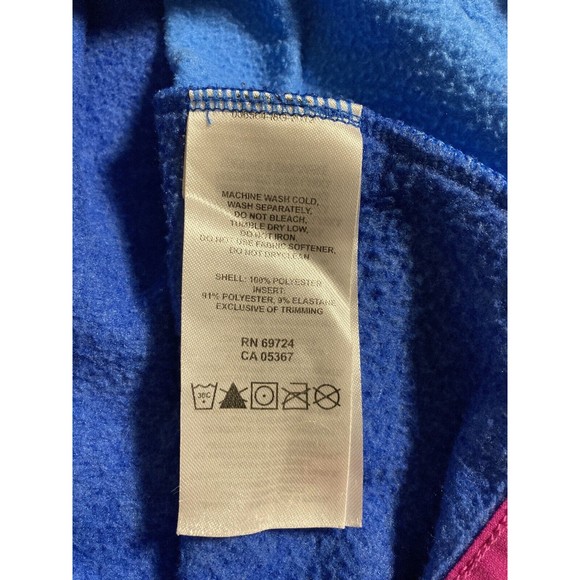 MACHINE WASH COLD,
WASH SEPARATELY,
DO NOT BLEACH,
TUMBLE DRY LOW,
DO NOT IRON,
DO NOT USE FABRIC SOFTENER,
DO NOT DRYCLEAN
SHELL: 100% POLYESTER
INSERT:
91% POLYESTER, 9% ELASTANE
EXCLUSIVE OF TRIMMING
RN 69724
CA 05367
30C